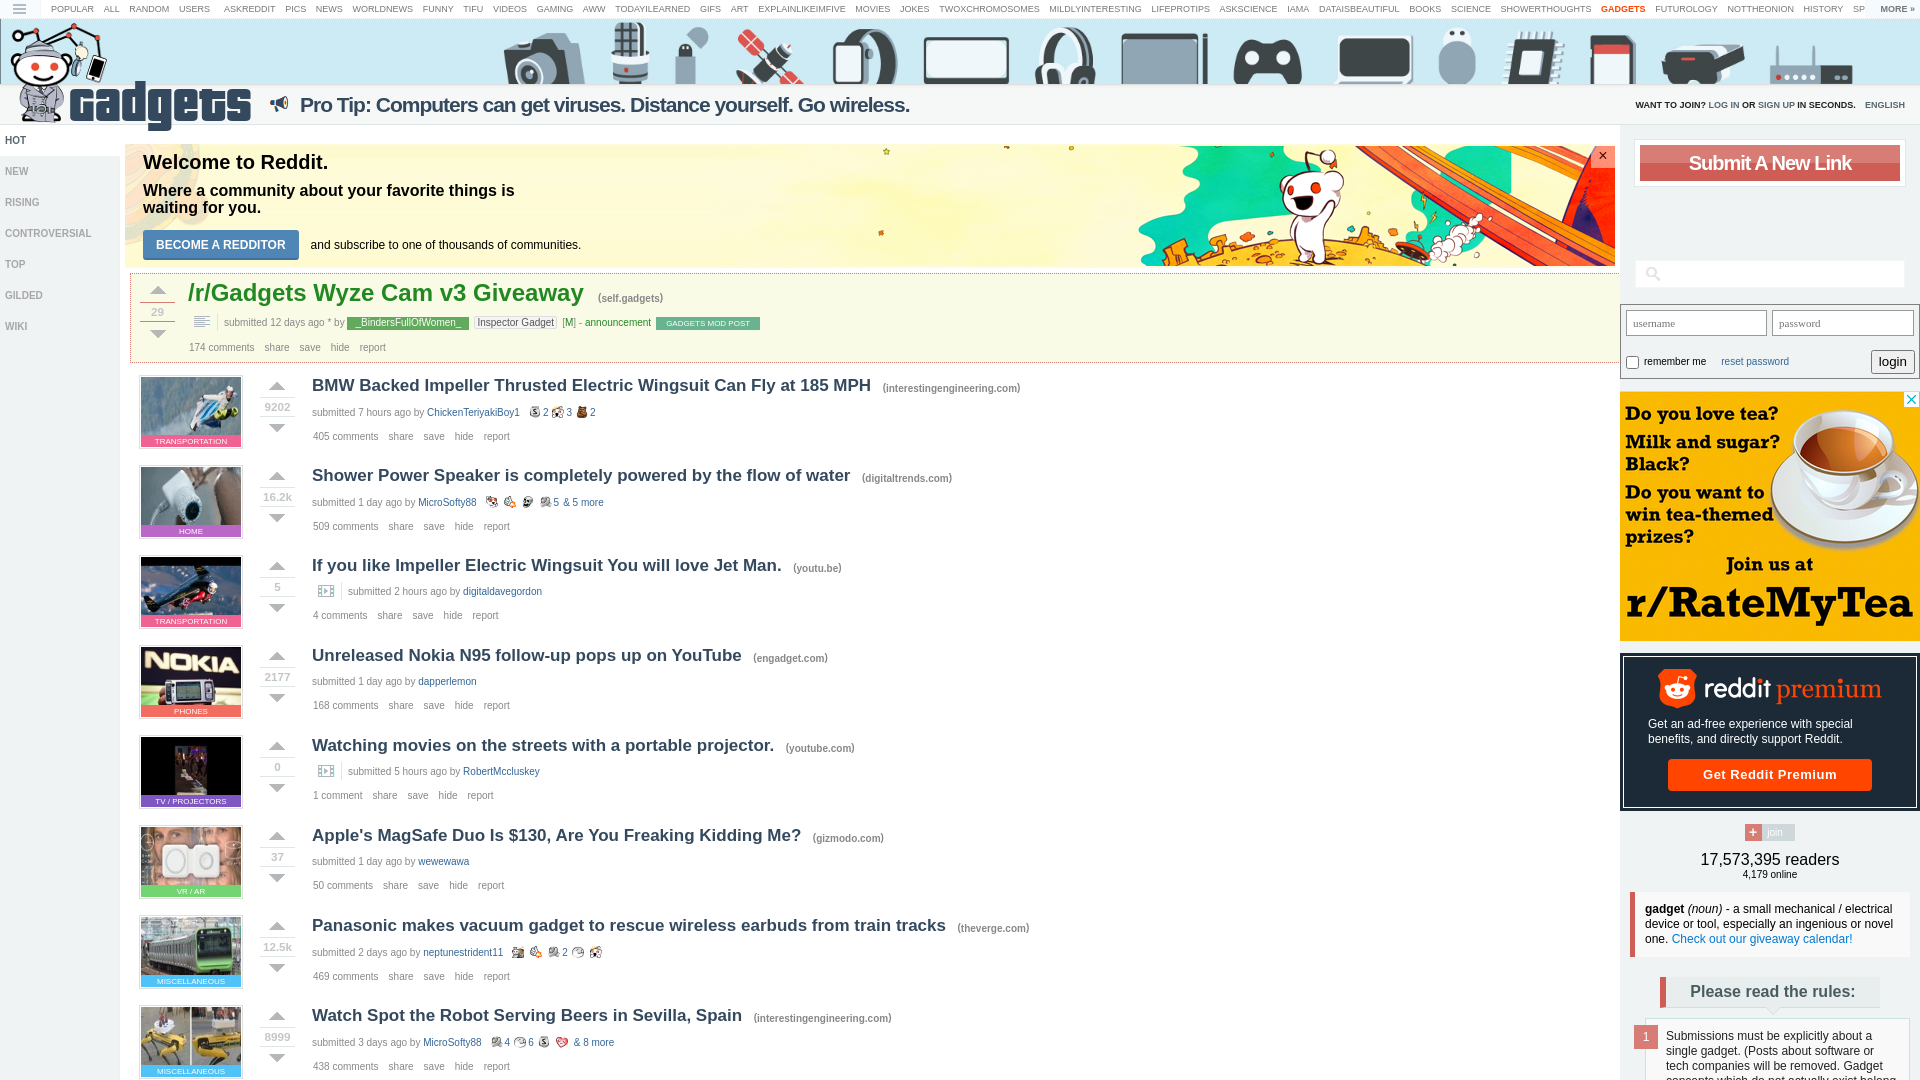 POPULAR ALL RANDOM USERS ASKREDDIT PICS NEWS WORLDNEWS FUNNY TIFU VIDEOS GAMING AWW TODAYILEARNED GIFS ART EXPLAINLIKEIMFIVE MOVIES JOKES TWOXCHROMOSOMES MILDLYINTERESTING LIFEPROTIPS ASKSCIENCE IAMA DATAISBEAUTIFUL BOOKS SCIENCE SHOWERTHOUGHTS GADGETS FUTUROLOGY NOTTHEONION HISTORY SP MORE »
Gadgets
Pro Tip: Computers can get viruses. Distance yourself. Go wireless.
WANT TO JOIN? LOG IN OR SIGN UP IN SECONDS. ENGLISH
HOT
NEW
RISING
CONTROVERSIAL
TOP
GILDED
WIKI
Welcome to Reddit.
Where a community about your favorite things is
waiting for you.
BECOME A REDDITOR and subscribe to one of thousands of communities.
×
/r/Gadgets Wyze Cam v3 Giveaway (self.gadgets)
29
submitted 12 days ago * by _BindersFullOfWomen_ Inspector Gadget [M] - announcement GADGETS MOD POST
174 comments share save hide report
TRANSPORTATION
9202
BMW Backed Impeller Thrusted Electric Wingsuit Can Fly at 185 MPH (interestingengineering.com)
submitted 7 hours ago by ChickenTeriyakiBoy1 2 3 2
405 comments share save hide report
HOME
16.2k
Shower Power Speaker is completely powered by the flow of water (digitaltrends.com)
submitted 1 day ago by MicroSofty88 5 & 5 more
509 comments share save hide report
TRANSPORTATION
5
If you like Impeller Electric Wingsuit You will love Jet Man. (youtu.be)
submitted 2 hours ago by digitaldavegordon
4 comments share save hide report
NOKIA
PHONES
2177
Unreleased Nokia N95 follow-up pops up on YouTube (engadget.com)
submitted 1 day ago by dapperlemon
168 comments share save hide report
TV / PROJECTORS
0
Watching movies on the streets with a portable projector. (youtube.com)
submitted 5 hours ago by RobertMccluskey
1 comment share save hide report
VR / AR
37
Apple's MagSafe Duo Is $130, Are You Freaking Kidding Me? (gizmodo.com)
submitted 1 day ago by wewewawa
50 comments share save hide report
MISCELLANEOUS
12.5k
Panasonic makes vacuum gadget to rescue wireless earbuds from train tracks (theverge.com)
submitted 2 days ago by neptunestrident11 2
469 comments share save hide report
MISCELLANEOUS
8999
Watch Spot the Robot Serving Beers in Sevilla, Spain (interestingengineering.com)
submitted 3 days ago by MicroSofty88 4 6 & 8 more
438 comments share save hide report
Submit A New Link
username password
remember me reset password login
Do you love tea?
Milk and sugar?
Black?
Do you want to
win tea-themed
prizes?
Join us at
r/RateMyTea
reddit premium
Get an ad-free experience with special
benefits, and directly support Reddit.
Get Reddit Premium
+ join
17,573,395 readers
4,179 online
gadget (noun) - a small mechanical / electrical
device or tool, especially an ingenious or novel
one. Check out our giveaway calendar!
Please read the rules:
1 Submissions must be explicitly about a
single gadget. (Posts about software or
tech companies will be removed. Gadget
concepts which do not actually exist belong